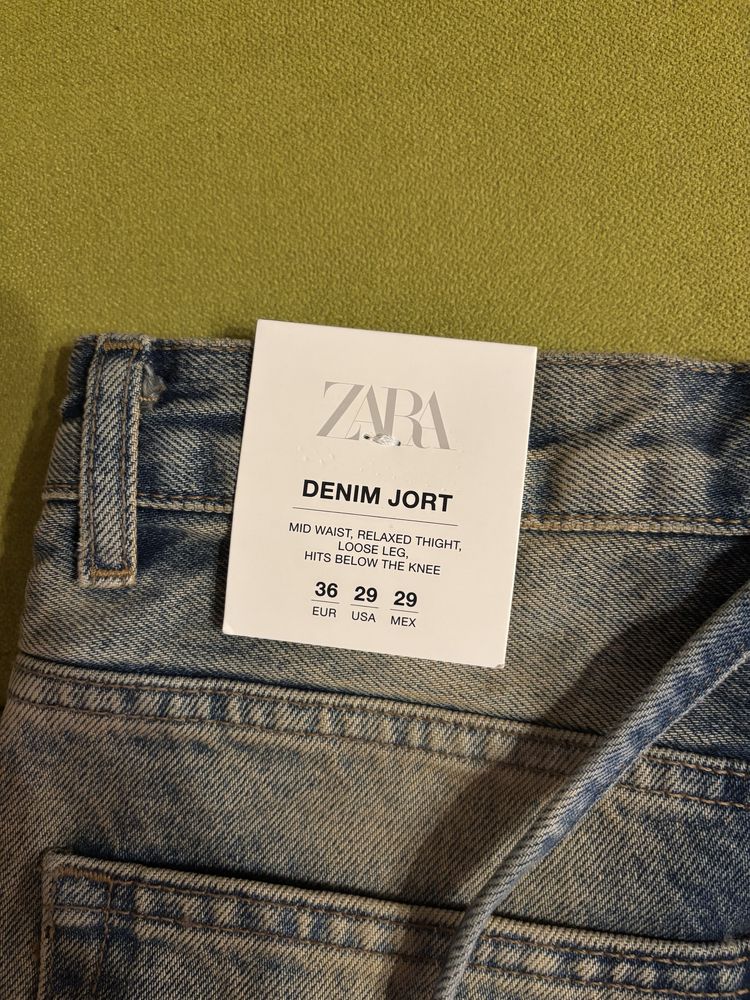 ZARA
DENIM JORT
MID WAIST, RELAXED THIGHT,
LOOSE LEG,
HITS BELOW THE KNEE
36 29 29
EUR USA MEX